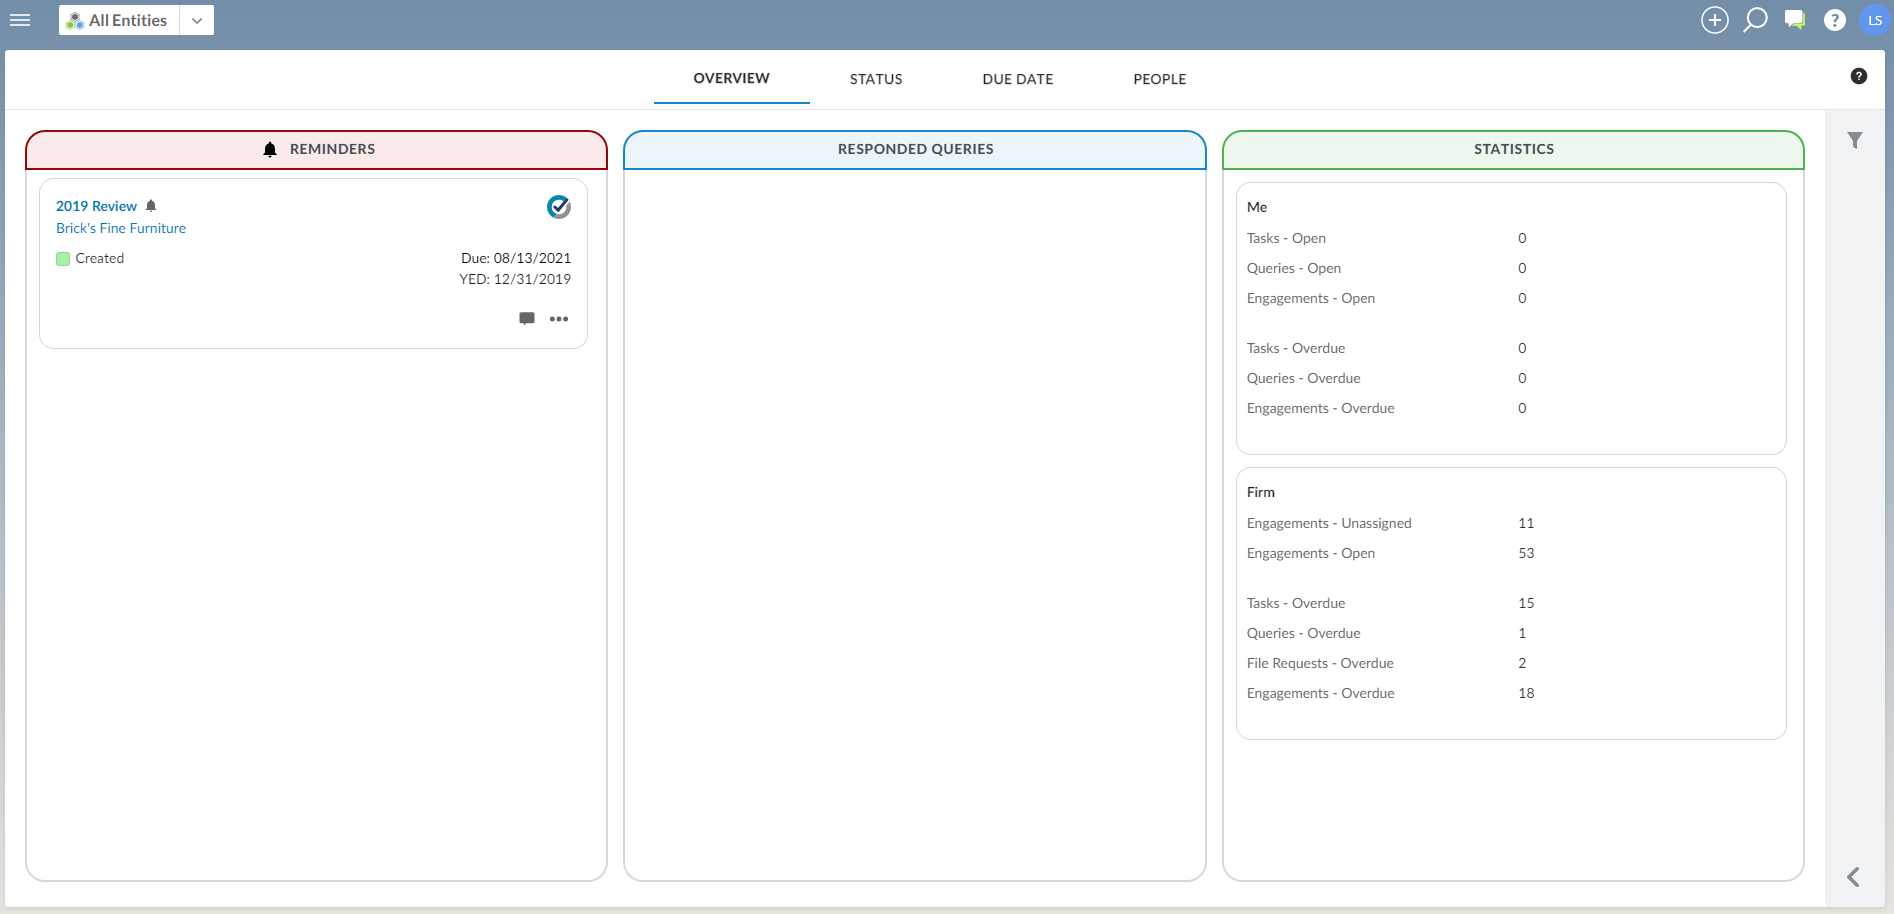 All Entities
LS
OVERVIEW STATUS DUE DATE PEOPLE
REMINDERS
2019 Review
Brick's Fine Furniture
Created
Due: 08/13/2021
YED: 12/31/2019
RESPONDED QUERIES
STATISTICS
Me
Tasks - Open 0
Queries - Open 0
Engagements - Open 0
Tasks - Overdue 0
Queries - Overdue 0
Engagements - Overdue 0
Firm
Engagements - Unassigned 11
Engagements - Open 53
Tasks - Overdue 15
Queries - Overdue 1
File Requests - Overdue 2
Engagements - Overdue 18